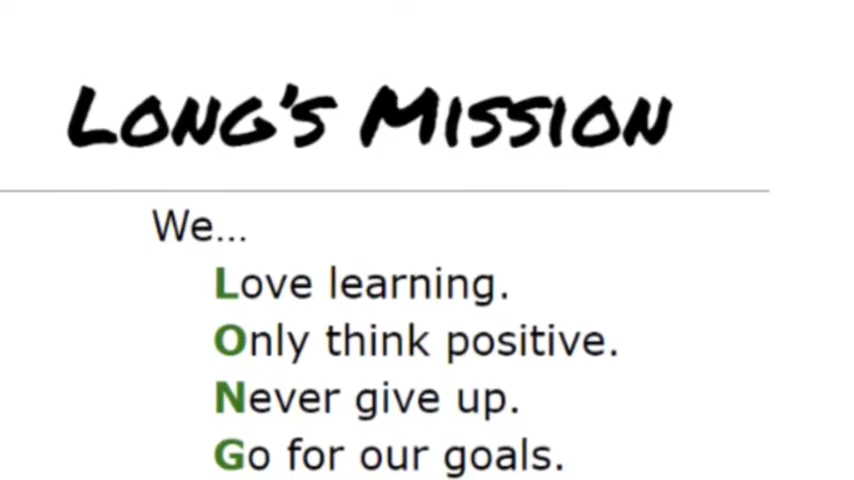 Long's Mission
We...
Love learning.
Only think positive.
Never give up.
Go for our goals.